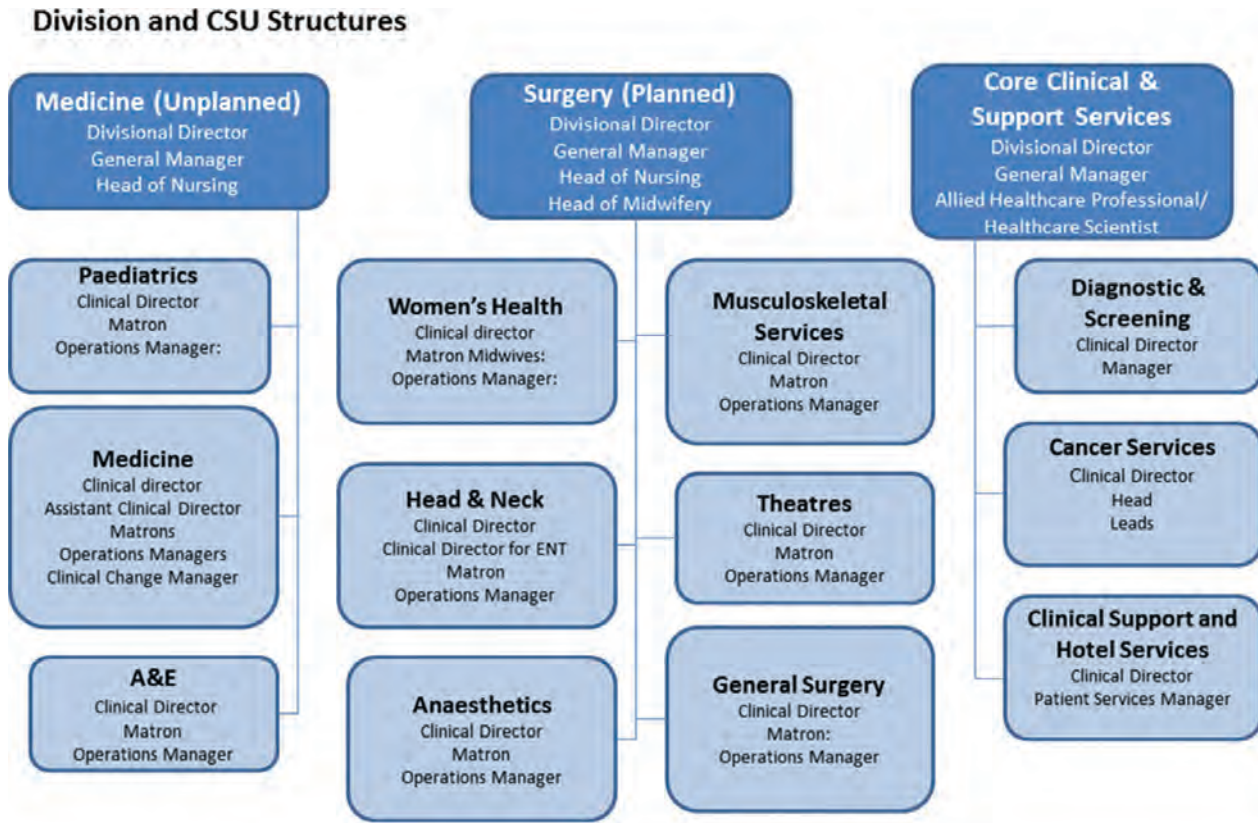 Division and CSU Structures
Medicine (Unplanned)
Divisional Director
General Manager
Head of Nursing
Paediatrics
Clinical Director
Matron
Operations Manager:
Medicine
Clinical director
Assistant Clinical Director
Matrons
Operations Managers
Clinical Change Manager
A&E
Clinical Director
Matron
Operations Manager
Surgery (Planned)
Divisional Director
General Manager
Head of Nursing
Head of Midwifery
Women's Health
Clinical director
Matron Midwives:
Operations Manager:
Musculoskeletal
Services
Clinical Director
Matron
Operations Manager
Head & Neck
Clinical Director
Clinical Director for ENT
Matron
Operations Manager
Theatres
Clinical Director
Matron
Operations Manager
Anaesthetics
Clinical Director
Matron
Operations Manager
General Surgery
Clinical Director
Matron:
Operations Manager
Core Clinical &
Support Services
Divisional Director
General Manager
Allied Healthcare Professional/
Healthcare Scientist
Diagnostic &
Screening
Clinical Director
Manager
Cancer Services
Clinical Director
Head
Leads
Clinical Support and
Hotel Services
Clinical Director
Patient Services Manager